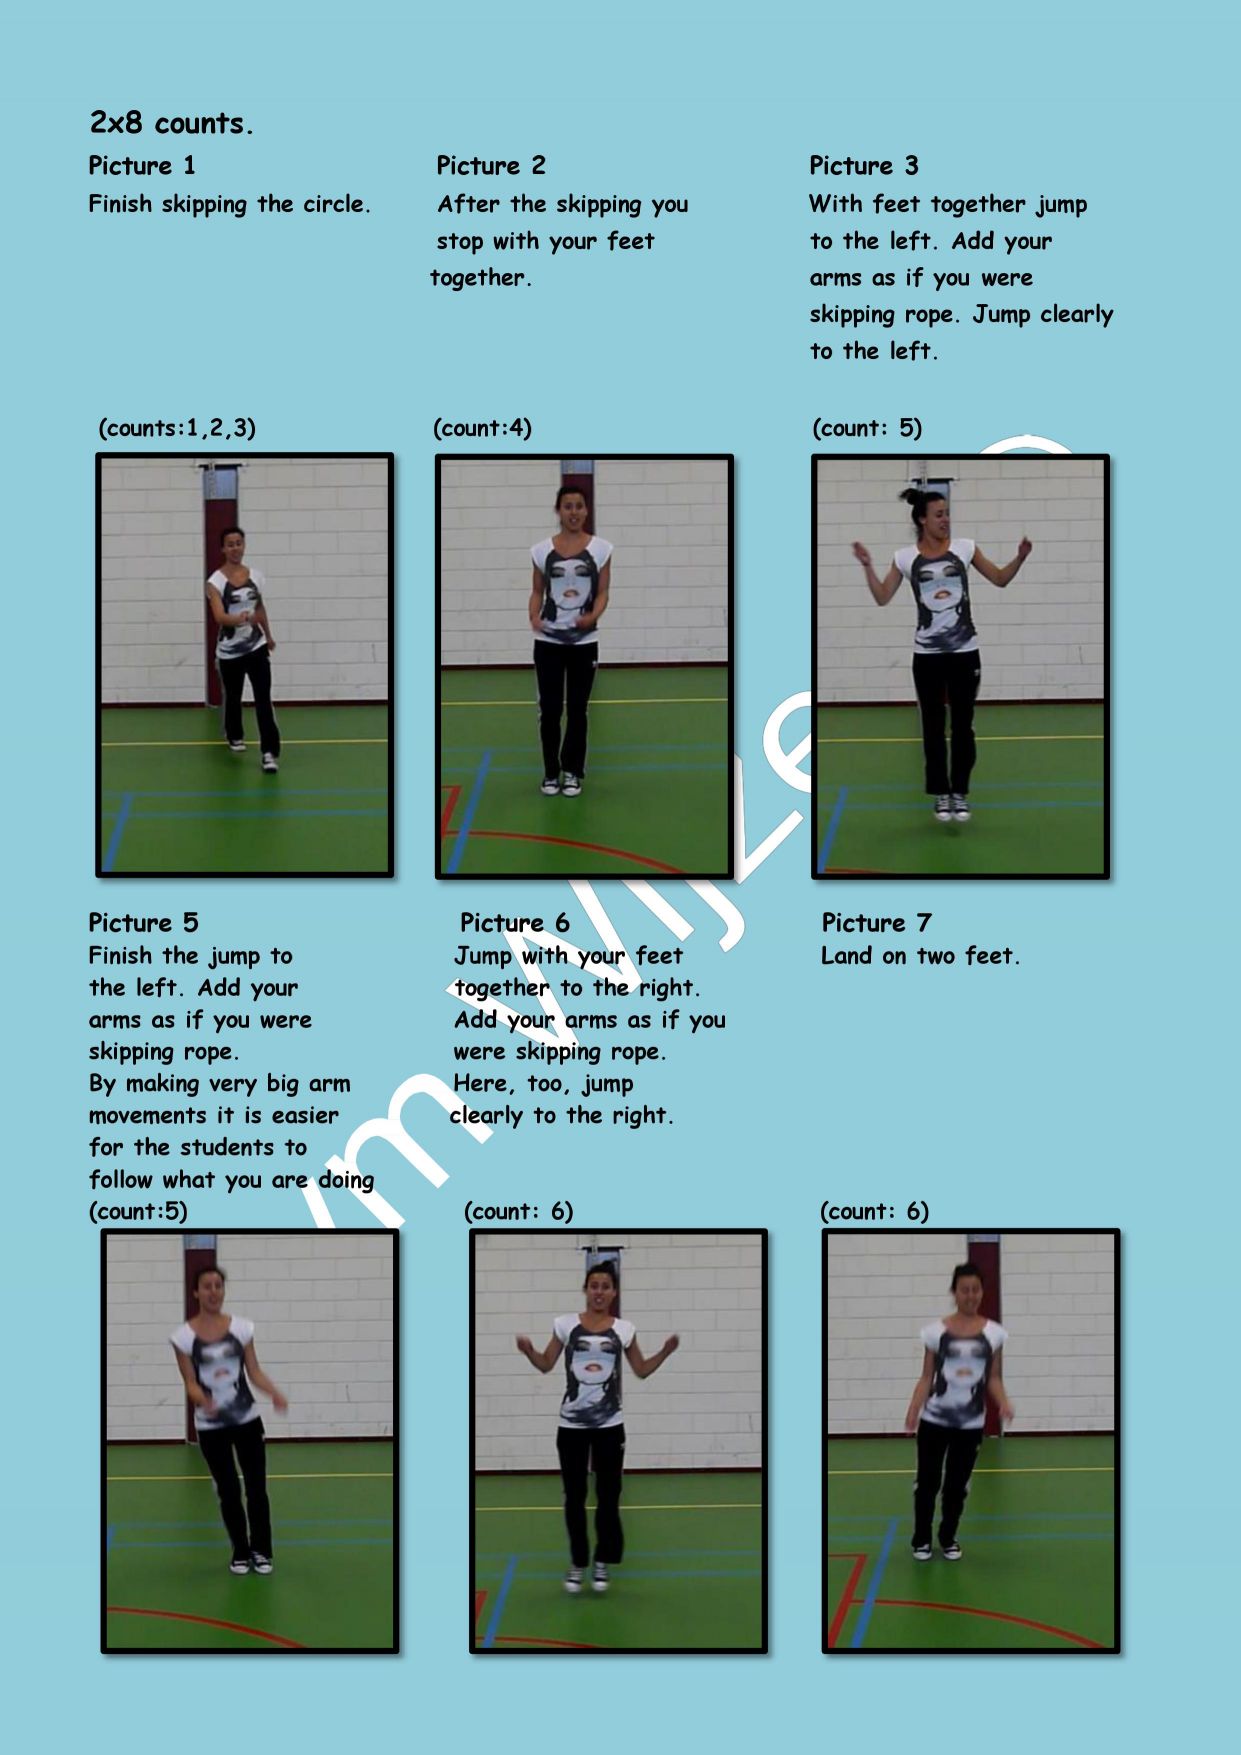 2x8 counts.
Picture 1
Finish skipping the circle.
(counts:1,2,3)
Picture 2
After the skipping you
stop with your feet
together.
(count:4)
Picture 3
With feet together jump
to the left. Add your
arms as if you were
skipping rope. Jump clearly
to the left.
(count: 5)
Picture 5
Finish the jump to
the left. Add your
arms as if you were
skipping rope.
By making very big arm
movements it is easier
for the students to
follow what you are doing
(count:5)
Picture 6
Jump with your feet
together to the right.
Add your arms as if you
were skipping rope.
Here, too, jump
clearly to the right.
(count: 6)
Picture 7
Land on two feet.
(count: 6)